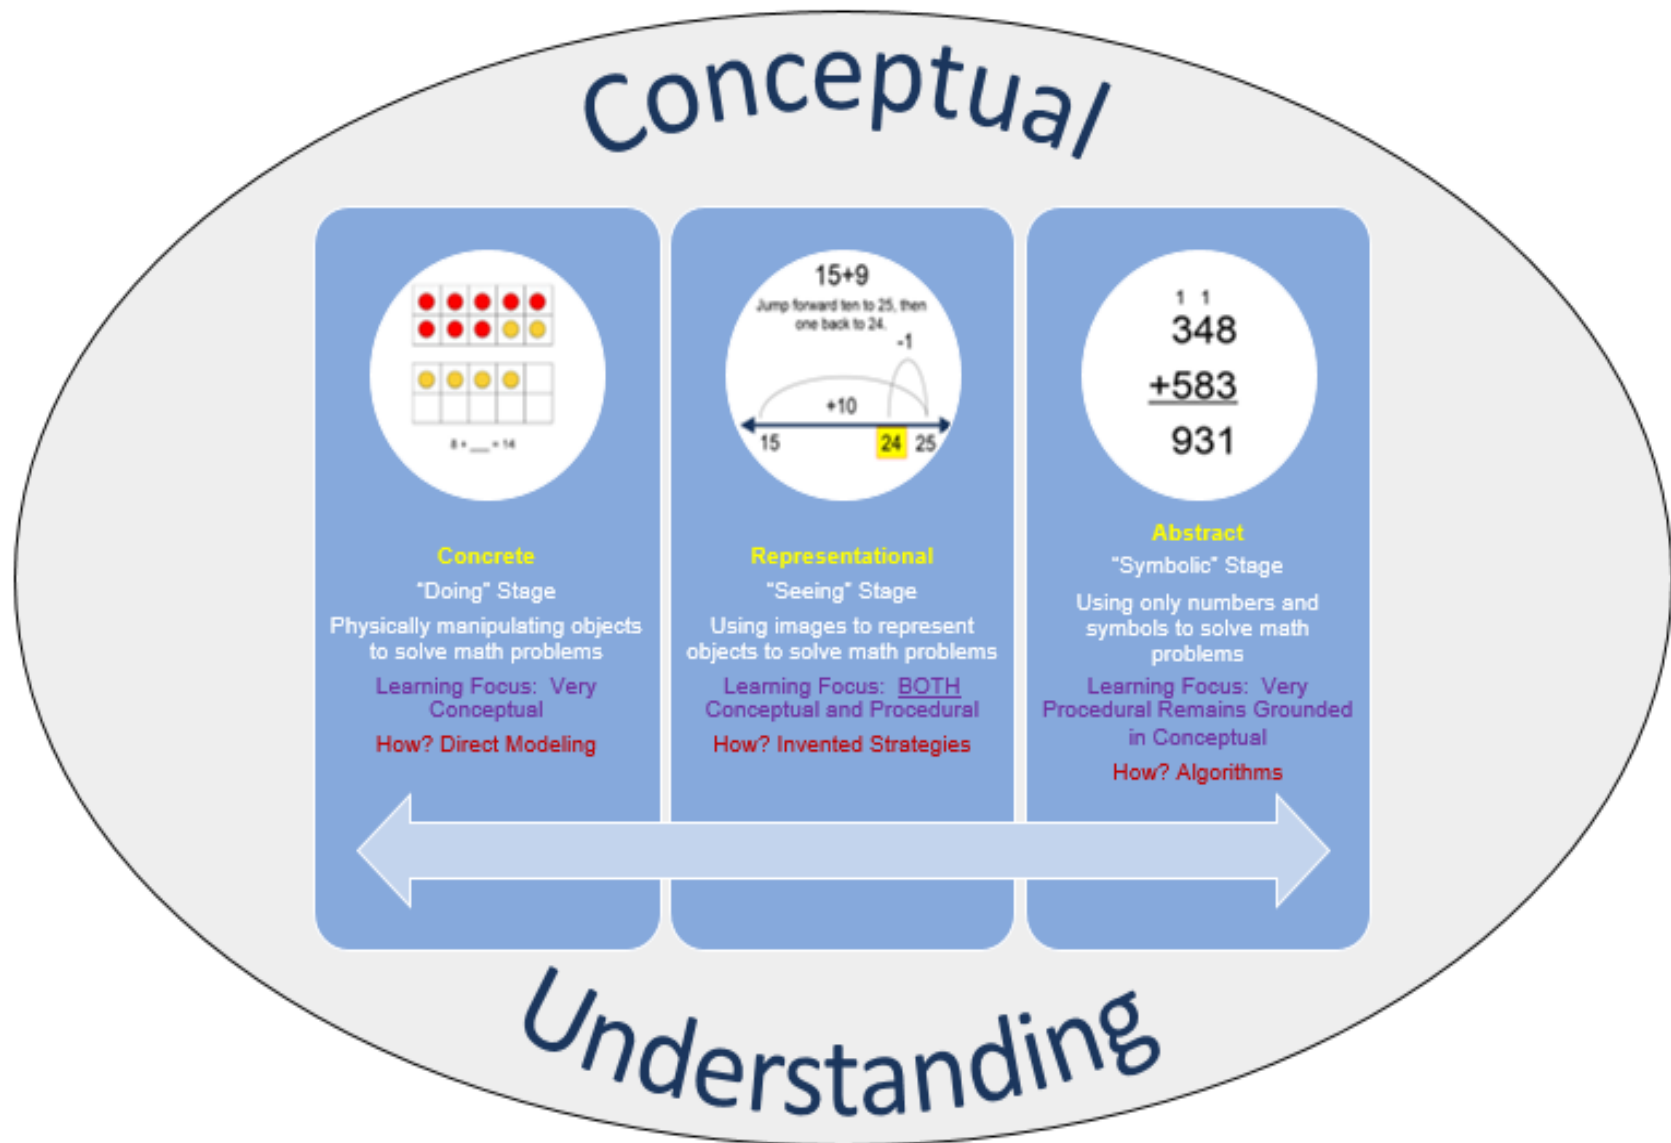 Conceptual
8 + ___ = 14
Concrete
"Doing" Stage
Physically manipulating objects
to solve math problems
Learning Focus:  Very
Conceptual
How? Direct Modeling
15+9
Jump forward ten to 25, then
one back to 24.
-1
+10
15
24
25
Representational
"Seeing" Stage
Using images to represent
objects to solve math problems
Learning Focus:  BOTH
Conceptual and Procedural
How? Invented Strategies
1 1
348
+583
931
Abstract
"Symbolic" Stage
Using only numbers and
symbols to solve math
problems
Learning Focus:  Very
Procedural Remains Grounded
in Conceptual
How? Algorithms
Understanding